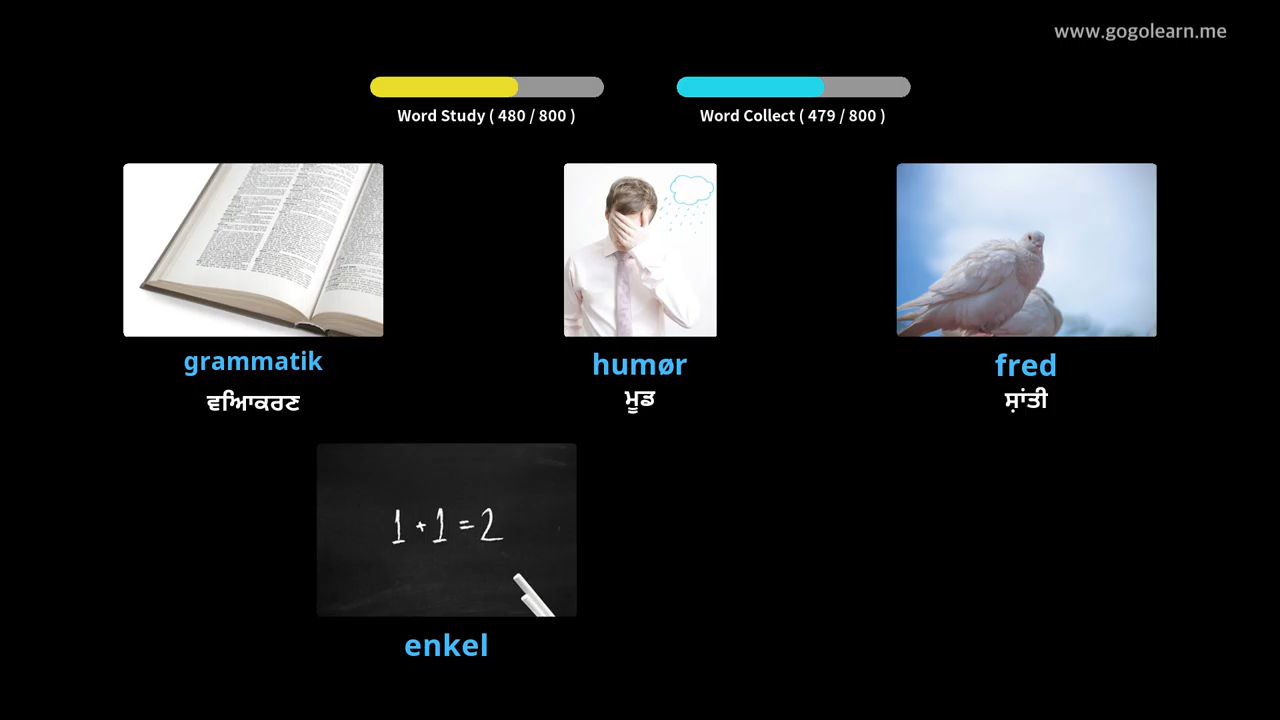 www.gogolearn.me
Word Study ( 480 / 800 )
Word Collect ( 479 / 800 )
grammatik
humør
fred
ਵਿਆਕਰਣ
ਮੂਡ
ਸ਼ਾਂਤੀ
1 + 1 = 2
enkel